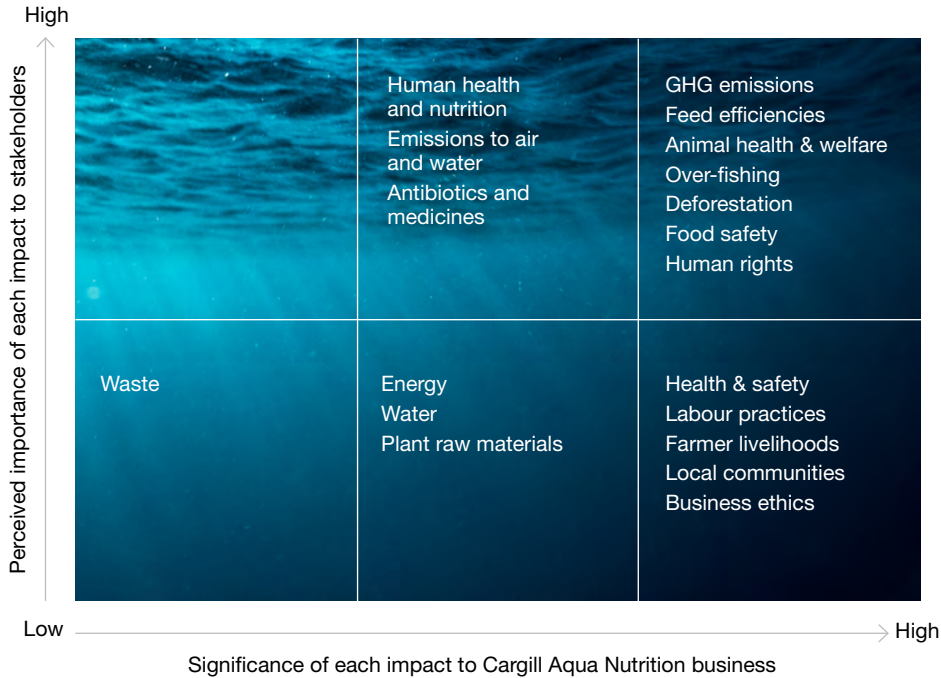 High
Perceived importance of each impact to stakeholders
Human health
and nutrition
Emissions to air
and water
Antibiotics and
medicines
GHG emissions
Feed efficiencies
Animal health & welfare
Over-fishing
Deforestation
Food safety
Human rights
Waste
Energy
Water
Plant raw materials
Health & safety
Labour practices
Farmer livelihoods
Local communities
Business ethics
Low
High
Significance of each impact to Cargill Aqua Nutrition business